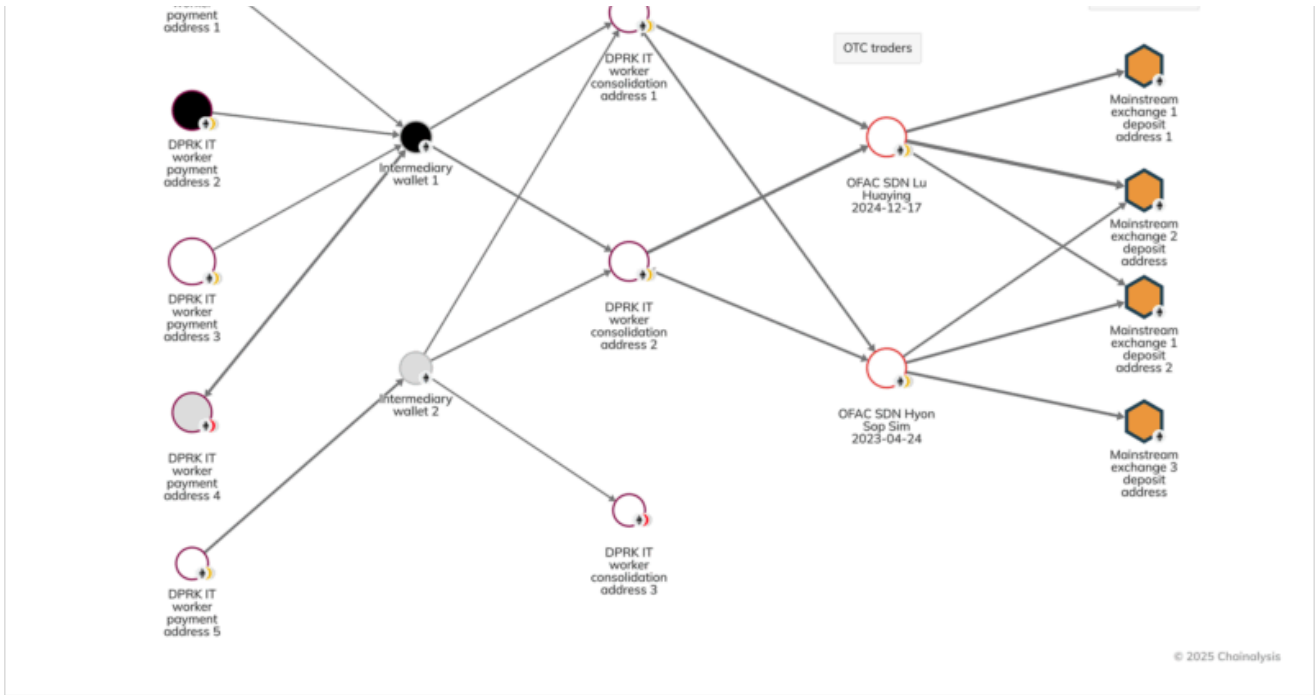 payment
address 1
DPRK IT
worker
payment
address 2
DPRK IT
worker
payment
address 3
DPRK IT
worker
payment
address 4
DPRK IT
worker
payment
address 5
Intermediary
wallet 1
Intermediary
wallet 2
DPRK IT
worker
consolidation
address 1
DPRK IT
worker
consolidation
address 2
DPRK IT
worker
consolidation
address 3
OTC traders
OFAC SDN Lu
Huaying
2024-12-17
OFAC SDN Hyon
Sop Sim
2023-04-24
Mainstream
exchange 1
deposit
address 1
Mainstream
exchange 2
deposit
address
Mainstream
exchange 1
deposit
address 2
Mainstream
exchange 3
deposit
address
© 2025 Chainalysis